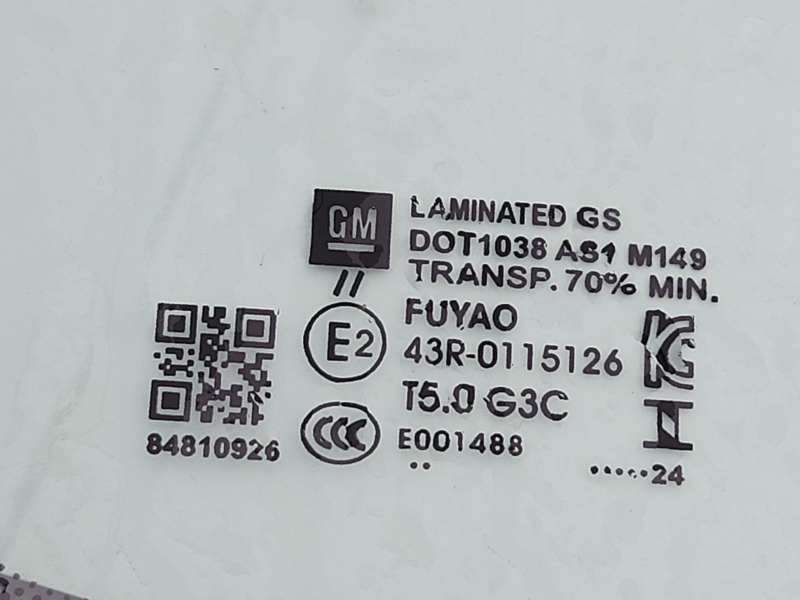 GM
LAMINATED GS
DOT1038 AS1 M149
TRANSP. 70% MIN.
//
FUYAO
E2
43R-0115126
T5.0 G3C
CCC
E001488
84810926
..
••••••24